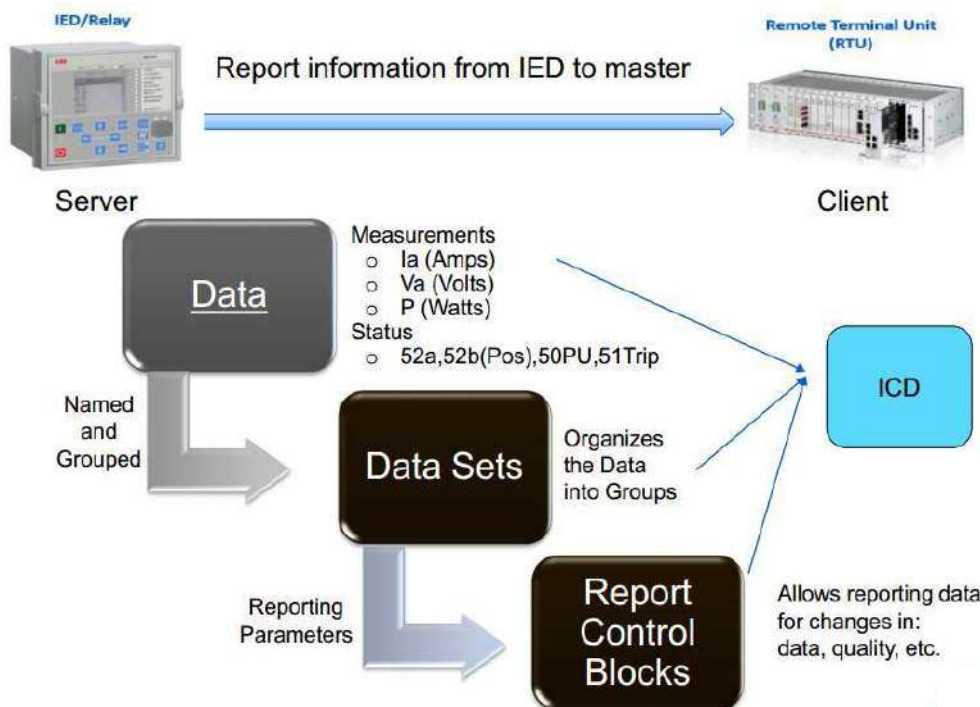 IED/Relay
Remote Terminal Unit
(RTU)
ABB
Report information from IED to master
Server
Client
Data
Measurements
o Ia (Amps)
o Va (Volts)
o P (Watts)
Status
o 52a,52b(Pos),50PU,51Trip
ICD
Named
and
Grouped
Data Sets
Organizes
the Data
into Groups
Reporting
Parameters
Report
Control
Blocks
Allows reporting data
for changes in:
data, quality, etc.